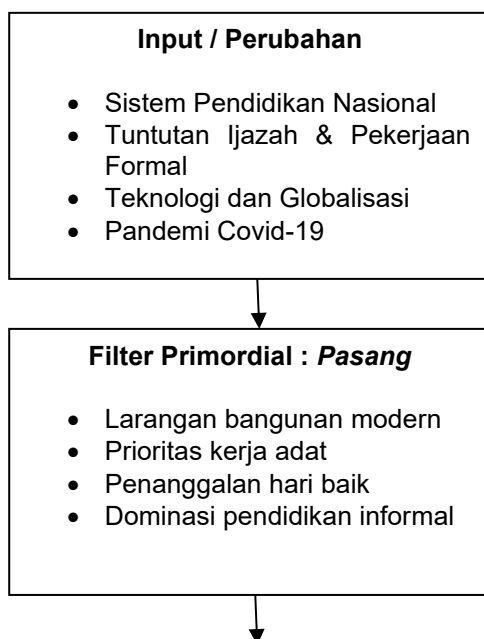 Input / Perubahan
• Sistem Pendidikan Nasional
• Tuntutan Ijazah & Pekerjaan
Formal
• Teknologi dan Globalisasi
• Pandemi Covid-19
Filter Primordial : Pasang
• Larangan bangunan modern
• Prioritas kerja adat
• Penanggalan hari baik
• Dominasi pendidikan informal